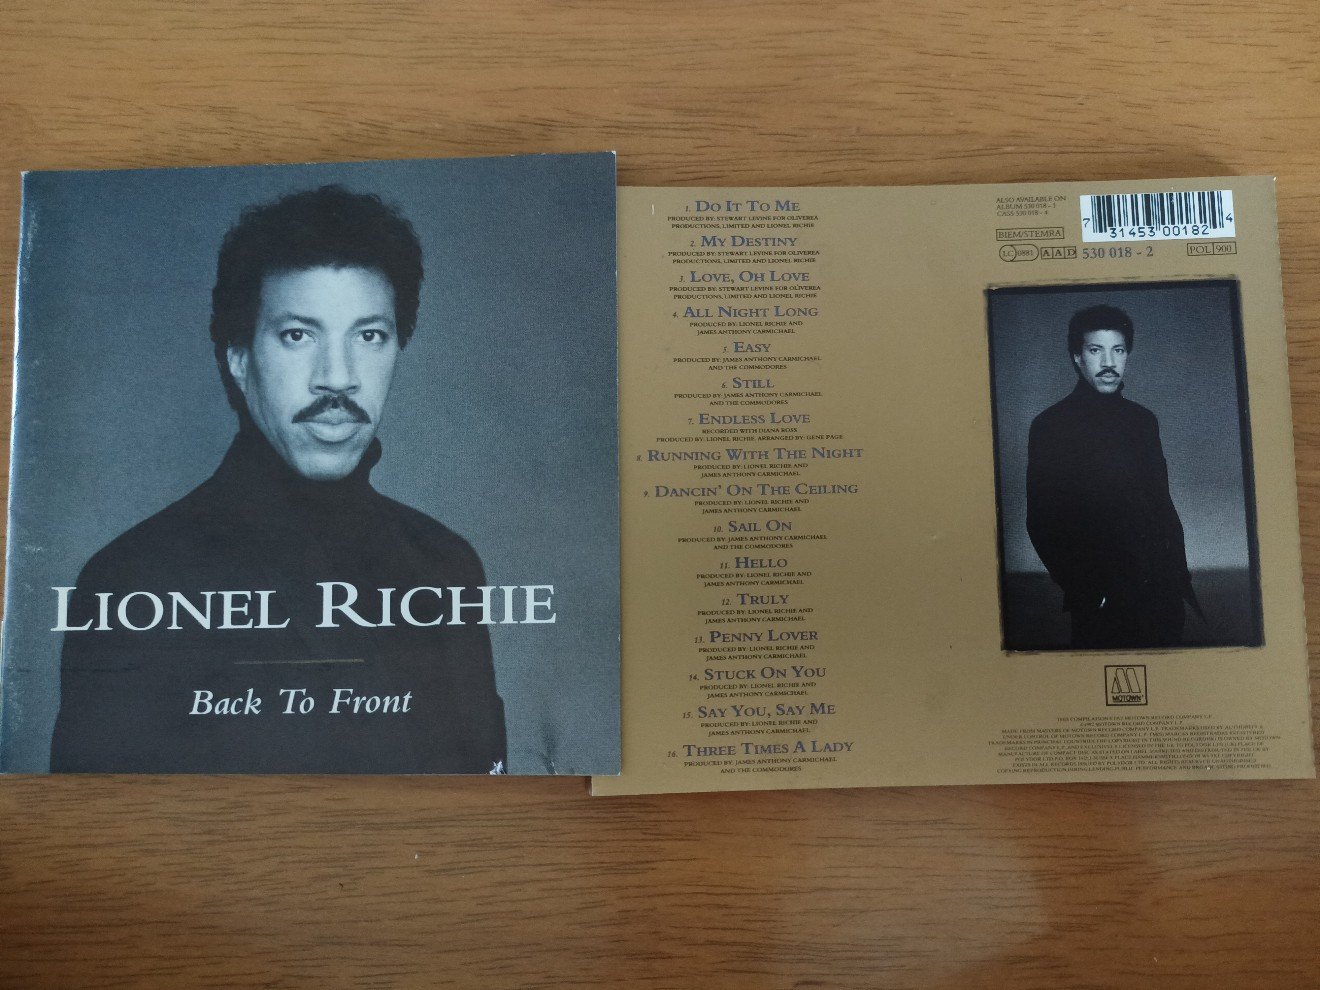 LIONEL RICHIE
Back To Front
1. DO IT TO ME
PRODUCED BY: STEWART LEVINE FOR OLIVEREA
PRODUCTIONS, LIMITED AND LIONEL RICHIE
2. MY DESTINY
PRODUCED BY: STEWART LEVINE FOR OLIVEREA
PRODUCTIONS, LIMITED AND LIONEL RICHIE
3. LOVE, OH LOVE
PRODUCED BY: STEWART LEVINE FOR OLIVEREA
PRODUCTIONS, LIMITED AND LIONEL RICHIE
4. ALL NIGHT LONG
PRODUCED BY: LIONEL RICHIE AND
JAMES ANTHONY CARMICHAEL
5. EASY
PRODUCED BY: JAMES ANTHONY CARMICHAEL
AND THE COMMODORES
6. STILL
PRODUCED BY: JAMES ANTHONY CARMICHAEL
AND THE COMMODORES
7. ENDLESS LOVE
RECORDED WITH DIANA ROSS
PRODUCED BY: LIONEL RICHIE. ARRANGED BY: GENE PAGE
8. RUNNING WITH THE NIGHT
PRODUCED BY: LIONEL RICHIE AND
JAMES ANTHONY CARMICHAEL
9. DANCIN' ON THE CEILING
PRODUCED BY: LIONEL RICHIE AND
JAMES ANTHONY CARMICHAEL
10. SAIL ON
PRODUCED BY: JAMES ANTHONY CARMICHAEL
AND THE COMMODORES
11. HELLO
PRODUCED BY: LIONEL RICHIE AND
JAMES ANTHONY CARMICHAEL
12. TRULY
PRODUCED BY: LIONEL RICHIE AND
JAMES ANTHONY CARMICHAEL
13. PENNY LOVER
PRODUCED BY: LIONEL RICHIE AND
JAMES ANTHONY CARMICHAEL
14. STUCK ON YOU
PRODUCED BY: LIONEL RICHIE AND
JAMES ANTHONY CARMICHAEL
15. SAY YOU, SAY ME
PRODUCED BY: LIONEL RICHIE AND
JAMES ANTHONY CARMICHAEL
16. THREE TIMES A LADY
PRODUCED BY: JAMES ANTHONY CARMICHAEL
AND THE COMMODORES
ALSO AVAILABLE ON
ALBUM 530 018 - 1
CASS 530 018 - 4
7 31453 00182 4
BIEM/STEMRA
LC 0881 AAD 530 018 - 2 POL 900
M
MOTOWN
MOTOWN RECORD COMPANY L.P.
MOTOWN RECORD COMPANY L.P.